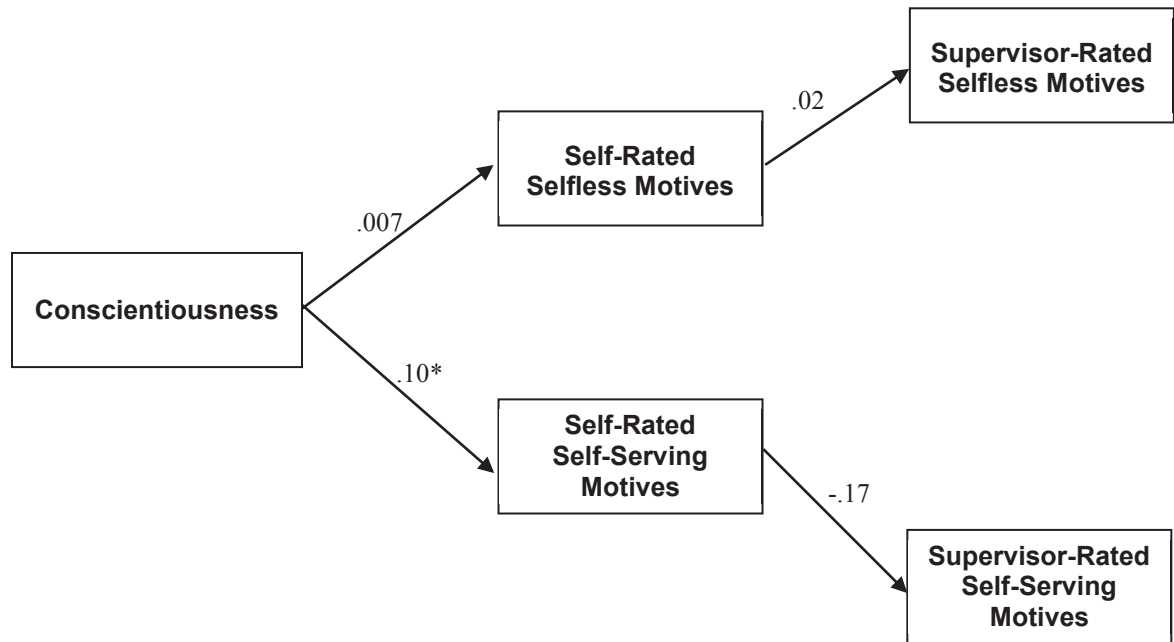 Supervisor-Rated
Selfless Motives
.02
Self-Rated
Selfless Motives
.007
Conscientiousness
.10*
Self-Rated
Self-Serving
Motives
-.17
Supervisor-Rated
Self-Serving
Motives